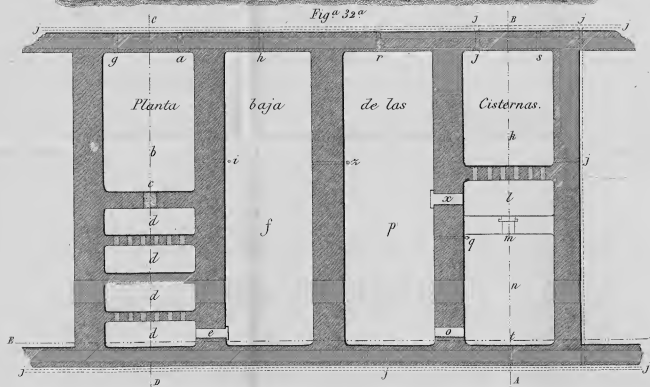 Figª 32ª
C B
J J J J J
g a h r j s
Planta baja de las Cisternas.
b k
i z j
c x l
d f p q m
d
d n
d e o t
E
J J J
D A